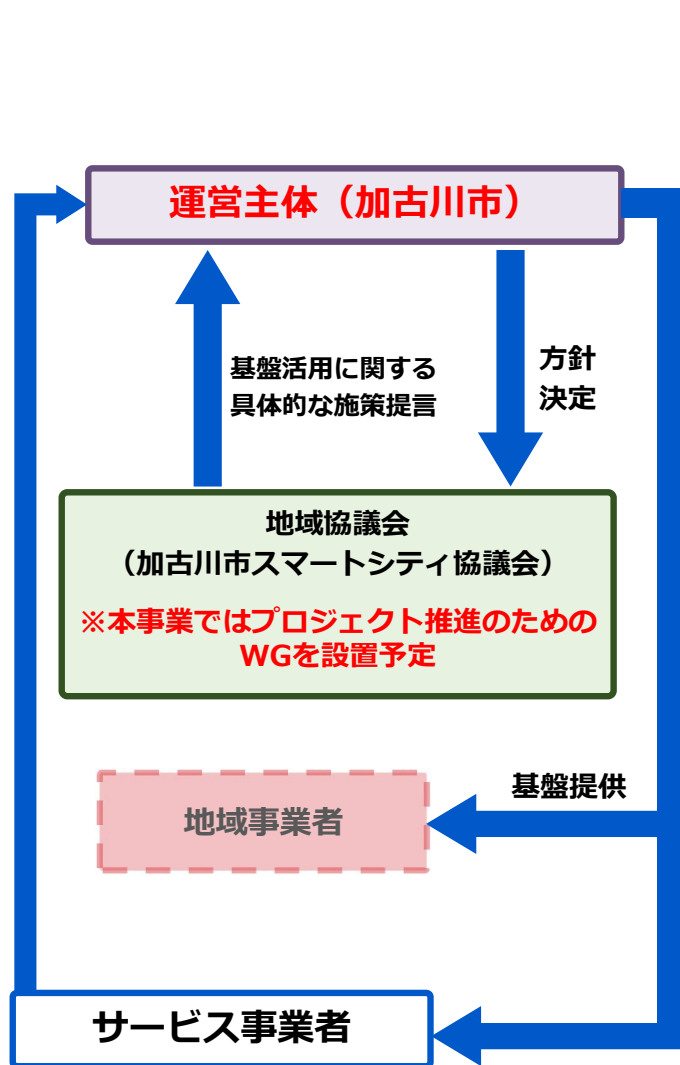 運営主体（加古川市）
基盤活用に関する
具体的な施策提言
方針
決定
地域協議会
（加古川市スマートシティ協議会）
※本事業ではプロジェクト推進のための
WGを設置予定
基盤提供
地域事業者
サービス事業者